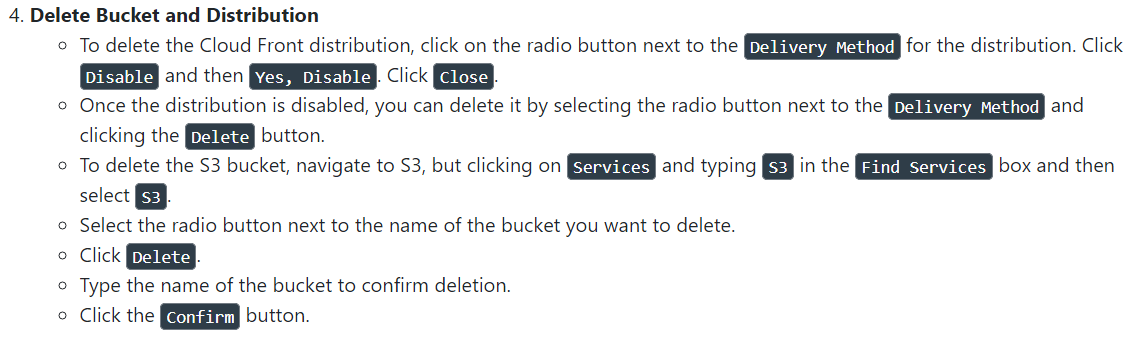 4. Delete Bucket and Distribution
○ To delete the Cloud Front distribution, click on the radio button next to the Delivery Method for the distribution. Click
Disable and then Yes, Disable . Click Close .
○ Once the distribution is disabled, you can delete it by selecting the radio button next to the Delivery Method and
clicking the Delete button.
○ To delete the S3 bucket, navigate to S3, but clicking on Services and typing S3 in the Find Services box and then
select S3 .
○ Select the radio button next to the name of the bucket you want to delete.
○ Click Delete .
○ Type the name of the bucket to confirm deletion.
○ Click the Confirm button.